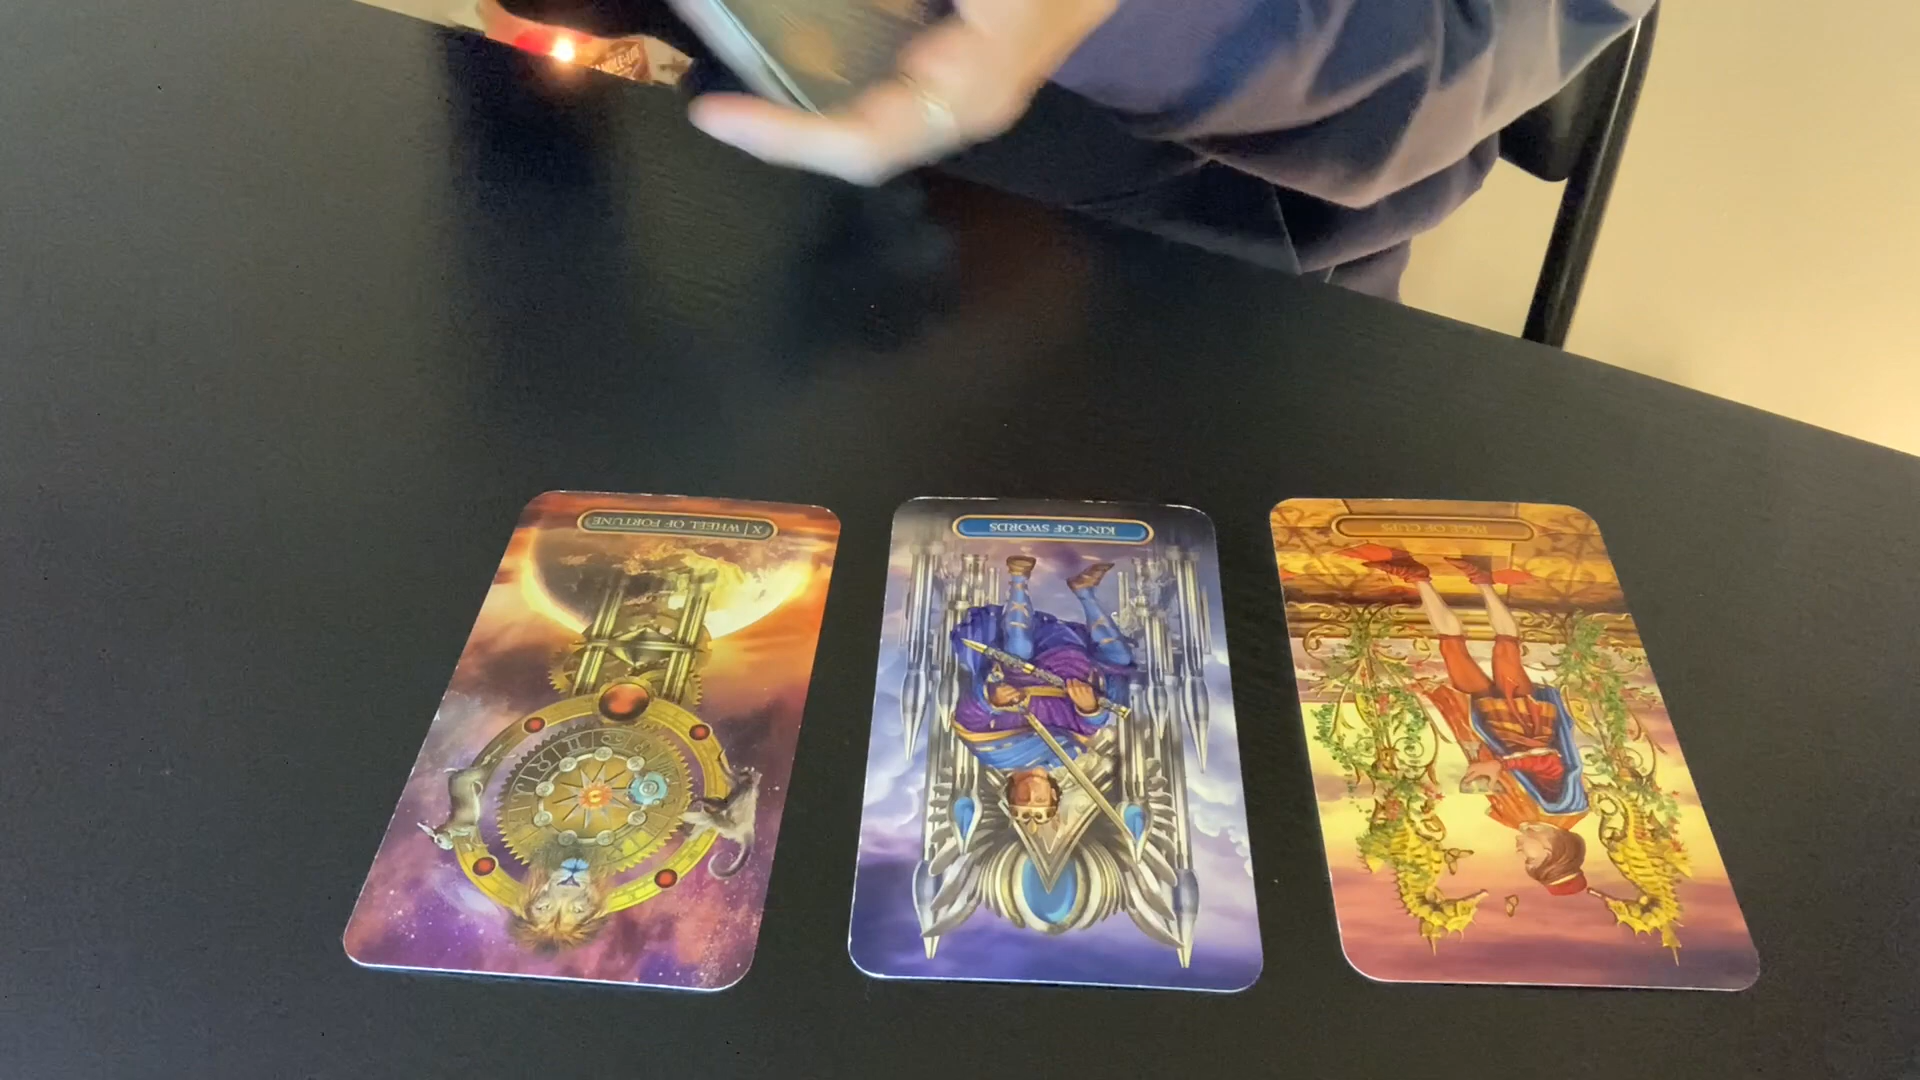 X | WHEEL OF FORTUNE
KING OF SWORDS
PAGE OF CUPS